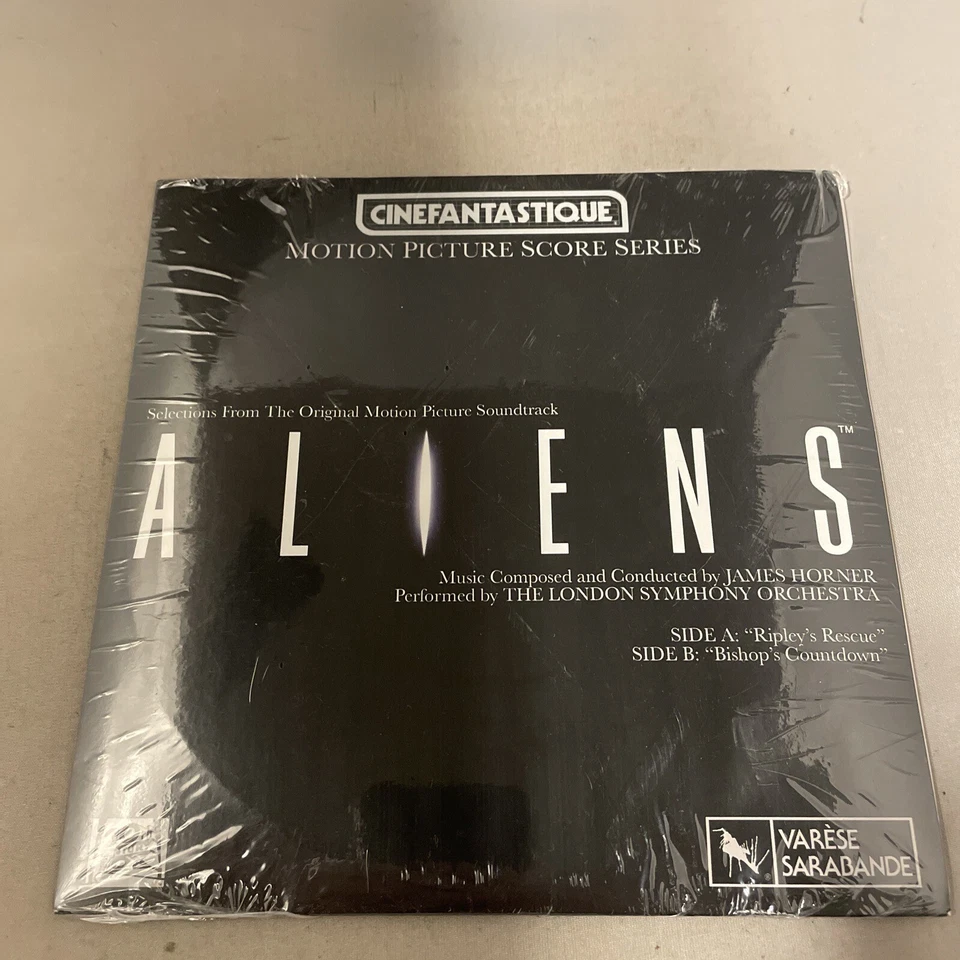 CINEFANTASTIQUE
MOTION PICTURE SCORE SERIES
Selections From The Original Motion Picture Soundtrack
ALIENS™
Music Composed and Conducted by JAMES HORNER
Performed by THE LONDON SYMPHONY ORCHESTRA
SIDE A: “Ripley’s Rescue”
SIDE B: “Bishop’s Countdown”
VARÈSE
SARABANDE